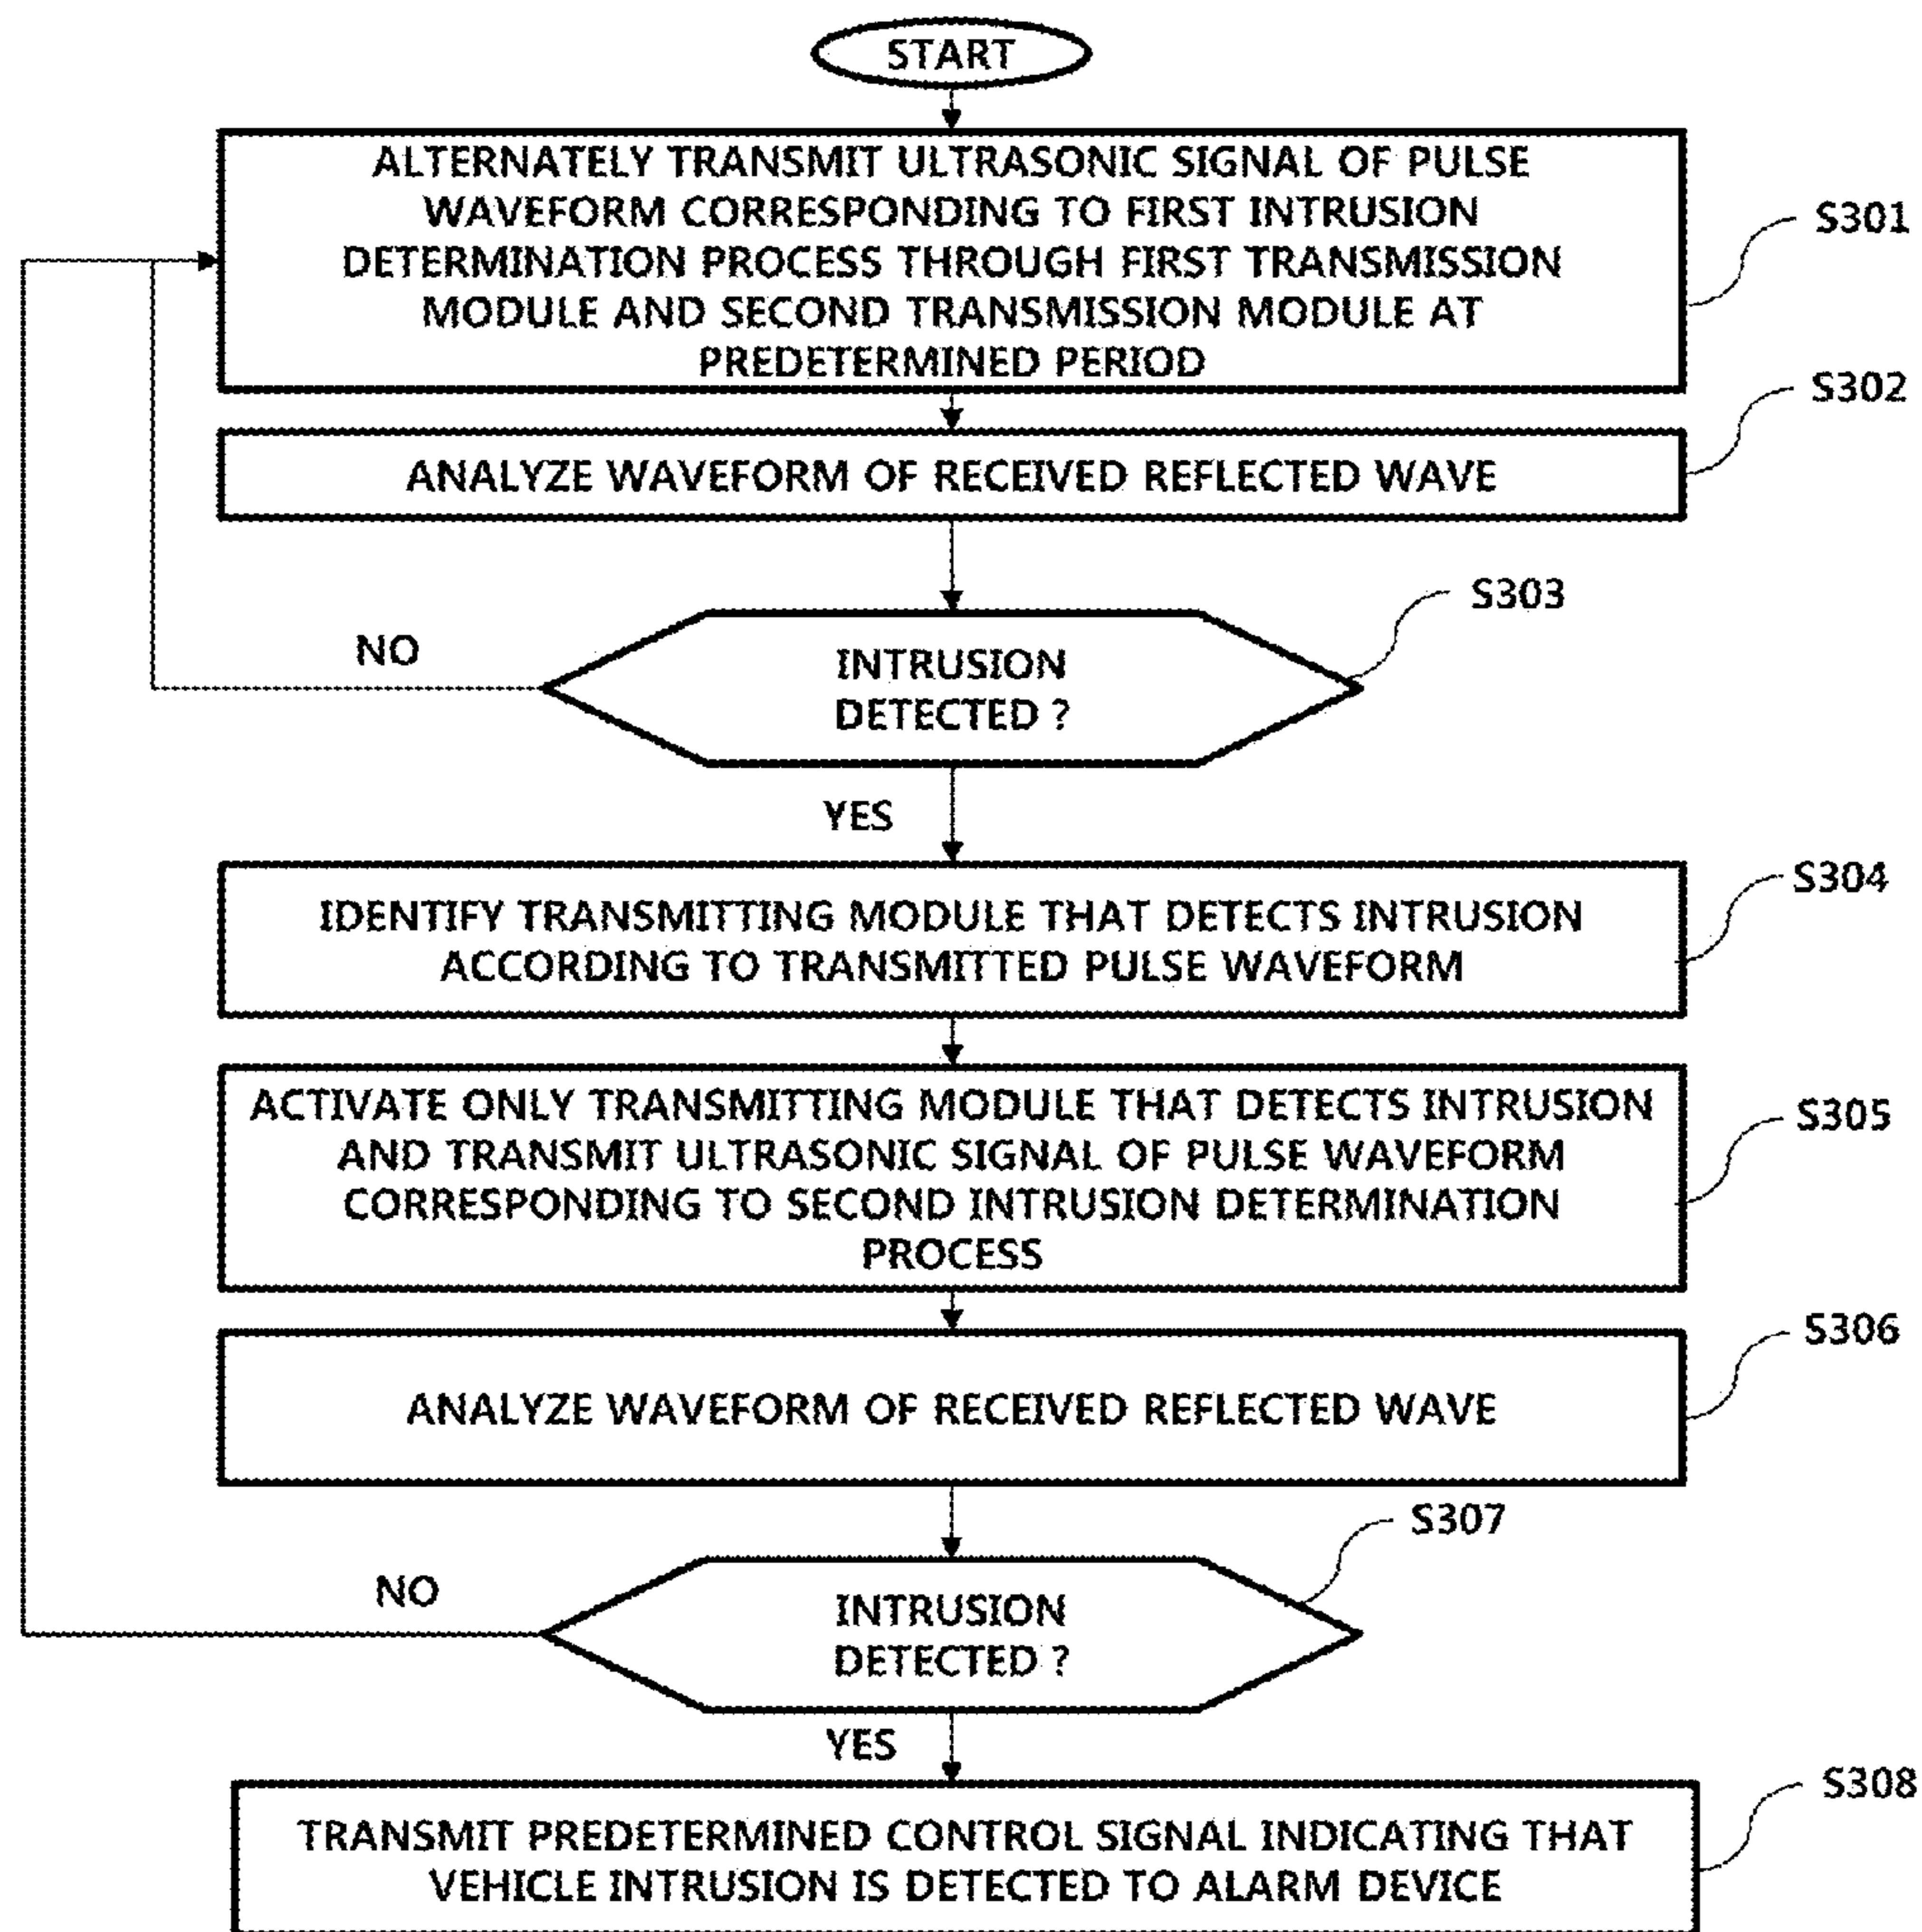 START
ALTERNATELY TRANSMIT ULTRASONIC SIGNAL OF PULSE
WAVEFORM CORRESPONDING TO FIRST INTRUSION
DETERMINATION PROCESS THROUGH FIRST TRANSMISSION
MODULE AND SECOND TRANSMISSION MODULE AT
PREDETERMINED PERIOD
S301
S302
ANALYZE WAVEFORM OF RECEIVED REFLECTED WAVE
S303
NO
INTRUSION
DETECTED ?
YES
S304
IDENTIFY TRANSMITTING MODULE THAT DETECTS INTRUSION
ACCORDING TO TRANSMITTED PULSE WAVEFORM
ACTIVATE ONLY TRANSMITTING MODULE THAT DETECTS INTRUSION
AND TRANSMIT ULTRASONIC SIGNAL OF PULSE WAVEFORM
CORRESPONDING TO SECOND INTRUSION DETERMINATION
PROCESS
S305
S306
ANALYZE WAVEFORM OF RECEIVED REFLECTED WAVE
S307
NO
INTRUSION
DETECTED ?
YES
S308
TRANSMIT PREDETERMINED CONTROL SIGNAL INDICATING THAT
VEHICLE INTRUSION IS DETECTED TO ALARM DEVICE